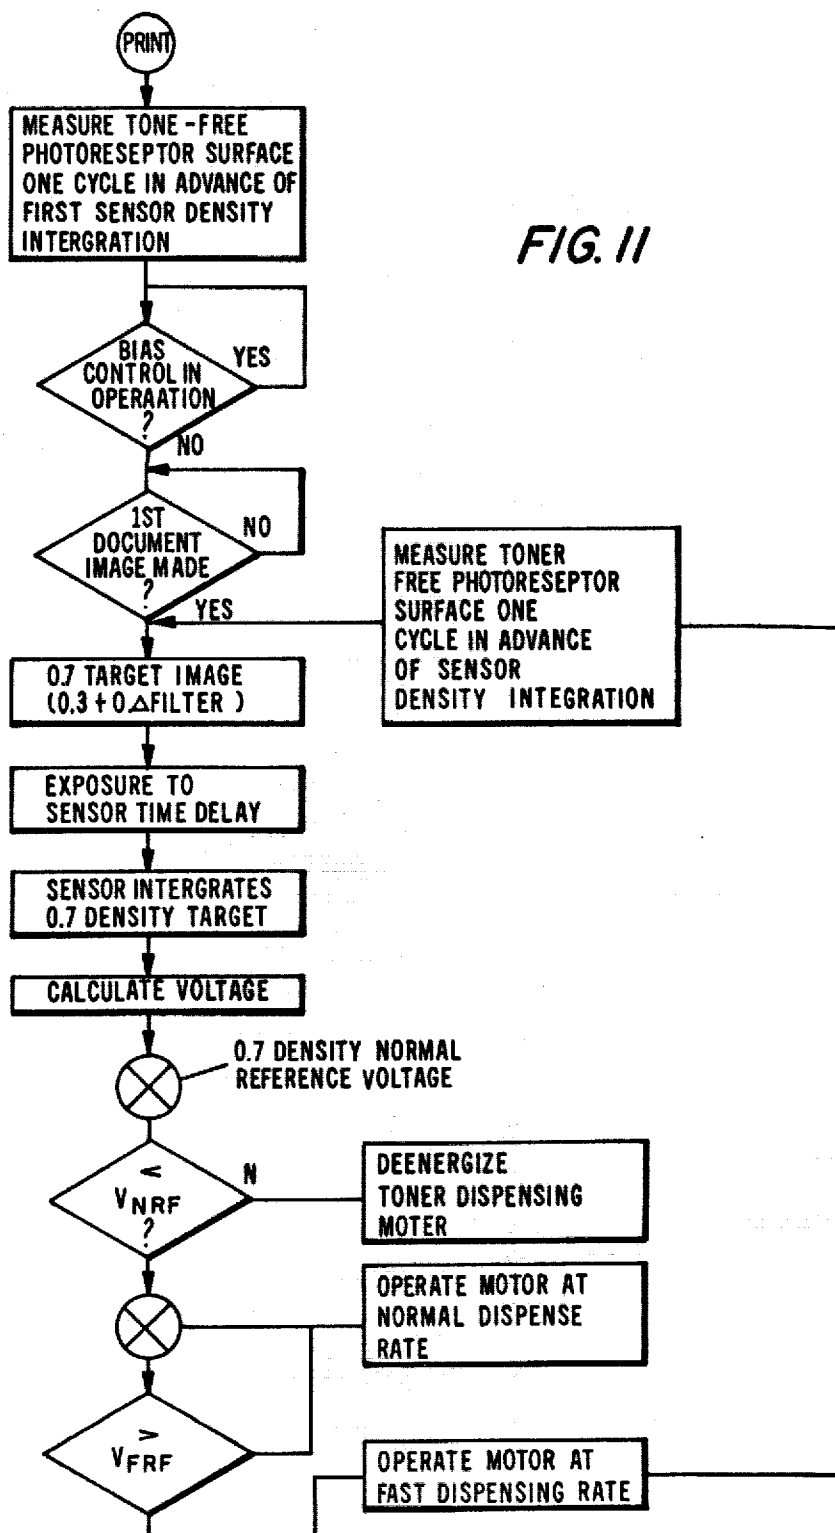 PRINT
MEASURE TONE-FREE
PHOTORESEPTOR SURFACE
ONE CYCLE IN ADVANCE OF
FIRST SENSOR DENSITY
INTERGRATION
FIG. 11
BIAS
CONTROL IN
OPERAATION
?
YES
NO
1ST
DOCUMENT
IMAGE MADE
?
NO
YES
MEASURE TONER
FREE PHOTORESEPTOR
SURFACE ONE
CYCLE IN ADVANCE
OF SENSOR
DENSITY INTEGRATION
0.7 TARGET IMAGE
(0.3 + 0 △FILTER )
EXPOSURE TO
SENSOR TIME DELAY
SENSOR INTERGRATES
0.7 DENSITY TARGET
CALCULATE VOLTAGE
0.7 DENSITY NORMAL
REFERENCE VOLTAGE
<
VNRF
?
N
DEENERGIZE
TONER DISPENSING
MOTER
OPERATE MOTOR AT
NORMAL DISPENSE
RATE
>
VFRF
OPERATE MOTOR AT
FAST DISPENSING RATE